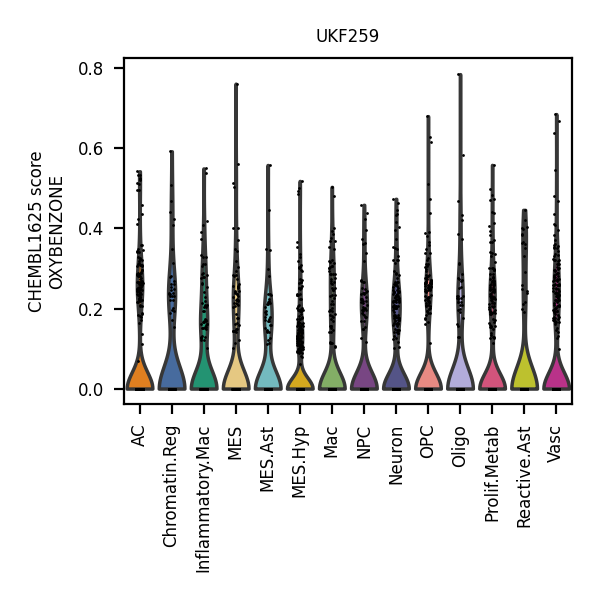 UKF259
CHEMBL1625 score
OXYBENZONE
0.8
0.6
0.4
0.2
0.0
AC
Chromatin.Reg
Inflammatory.Mac
MES
MES.Ast
MES.Hyp
Mac
NPC
Neuron
OPC
Oligo
Prolif.Metab
Reactive.Ast
Vasc